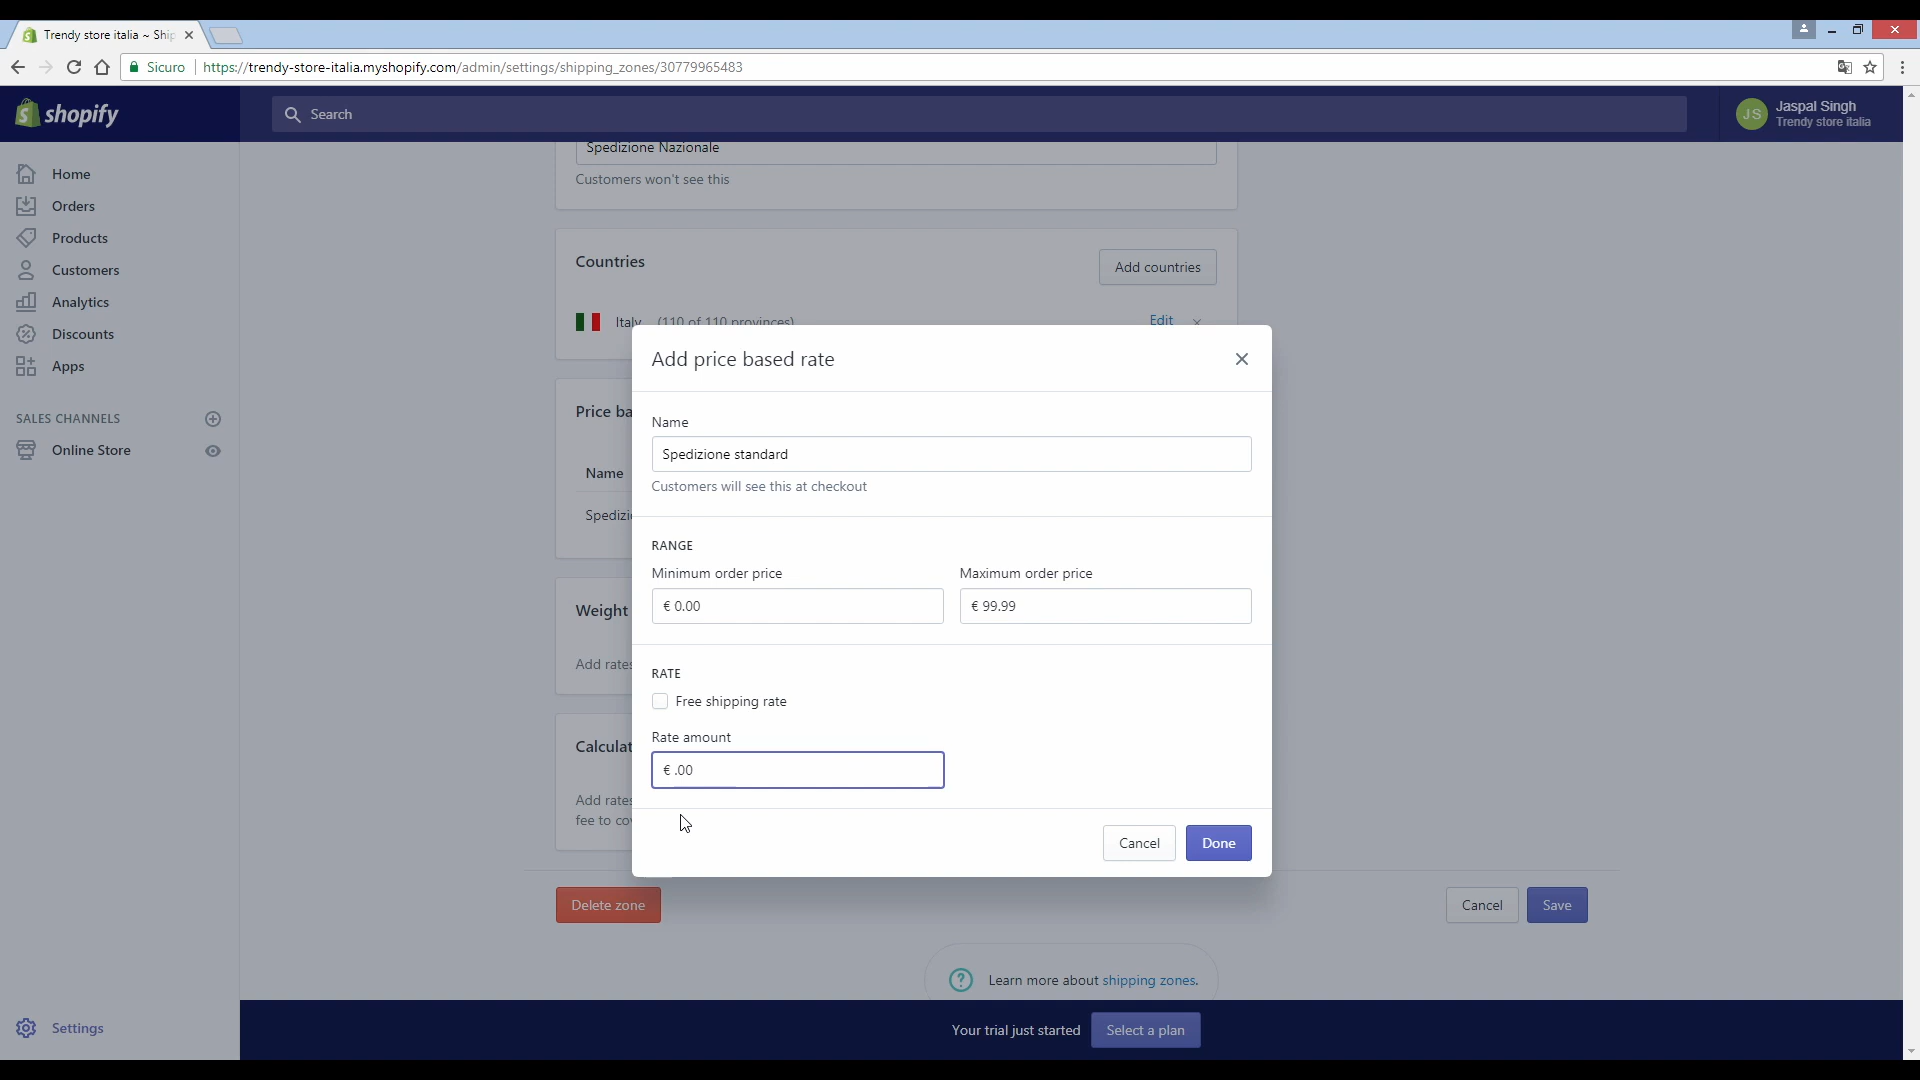 Trendy store italia ~ Ship
Sicuro
https://trendy-store-italia.myshopify.com/admin/settings/shipping_zones/30779965483
shopify
Search
JS
Jaspal Singh
Trendy store italia
Home
Orders
Products
Customers
Analytics
Discounts
Apps
SALES CHANNELS
Online Store
Settings
Spedizione Nazionale
Customers won't see this
Countries
Add countries
Italy (110 of 110 provinces)
Edit
Price ba
Name
Spedizi
Weight
Add rates
Calculat
Add rates
fee to co
Add price based rate
Name
Spedizione standard
Customers will see this at checkout
RANGE
Minimum order price
Maximum order price
€ 0.00
€ 99.99
RATE
Free shipping rate
Rate amount
€ .00
Cancel
Done
Delete zone
Cancel
Save
? Learn more about shipping zones.
Your trial just started
Select a plan